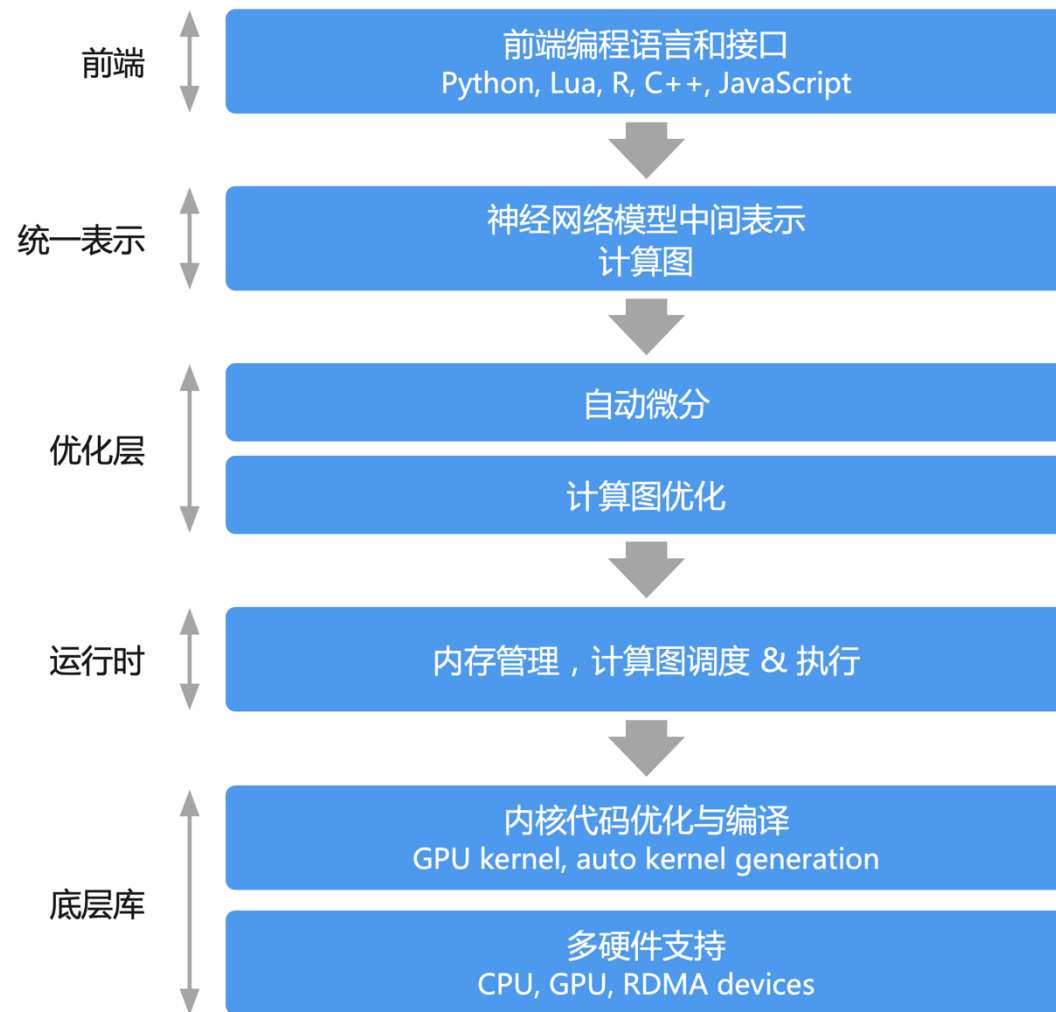 前端
前端编程语言和接口
Python, Lua, R, C++, JavaScript
统一表示
神经网络模型中间表示
计算图
优化层
自动微分
计算图优化
运行时
内存管理，计算图调度 & 执行
底层库
内核代码优化与编译
GPU kernel, auto kernel generation
多硬件支持
CPU, GPU, RDMA devices